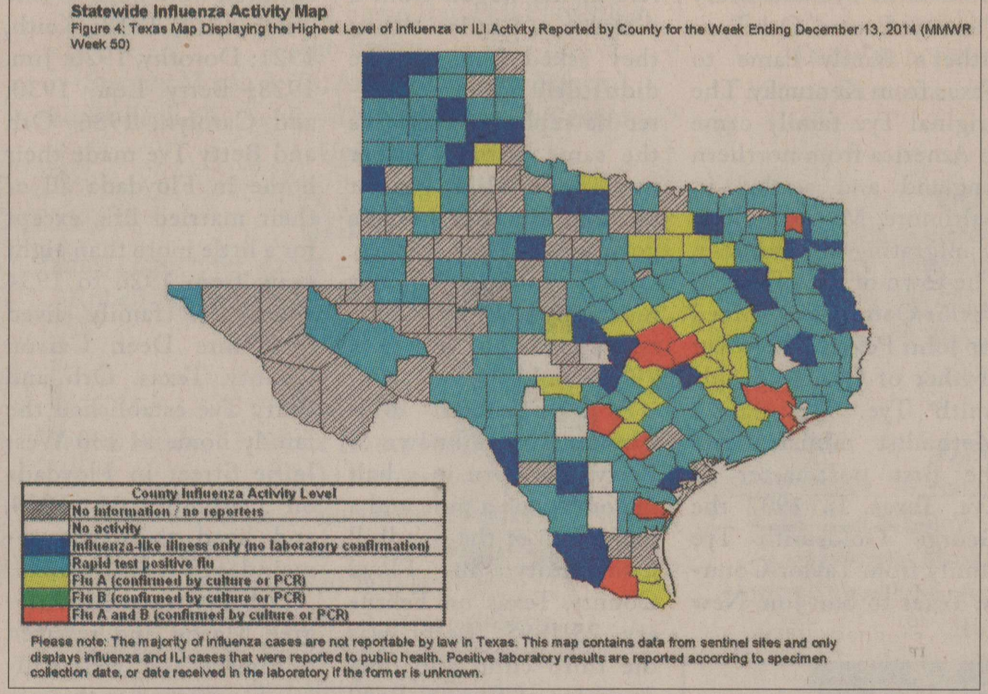 Statewide Influenza Activity Map
Figure 4: Texas Map Displaying the Highest Level of Influenza or ILI Activity Reported by County for the Week Ending December 13, 2014 (MMWR
Week 50)
County Influenza Activity Level
No Information / no reporters
No activity
Influenza-like illness only (no laboratory confirmation)
Rapid test positive flu
Flu A (confirmed by culture or PCR)
Flu B (confirmed by culture or PCR)
Flu A and B (confirmed by culture or PCR)
Please note: The majority of influenza cases are not reportable by law in Texas. This map contains data from sentinel sites and only
displays influenza and ILI cases that were reported to public health. Positive laboratory results are reported according to specimen
collection date, or date received in the laboratory if the former is unknown.